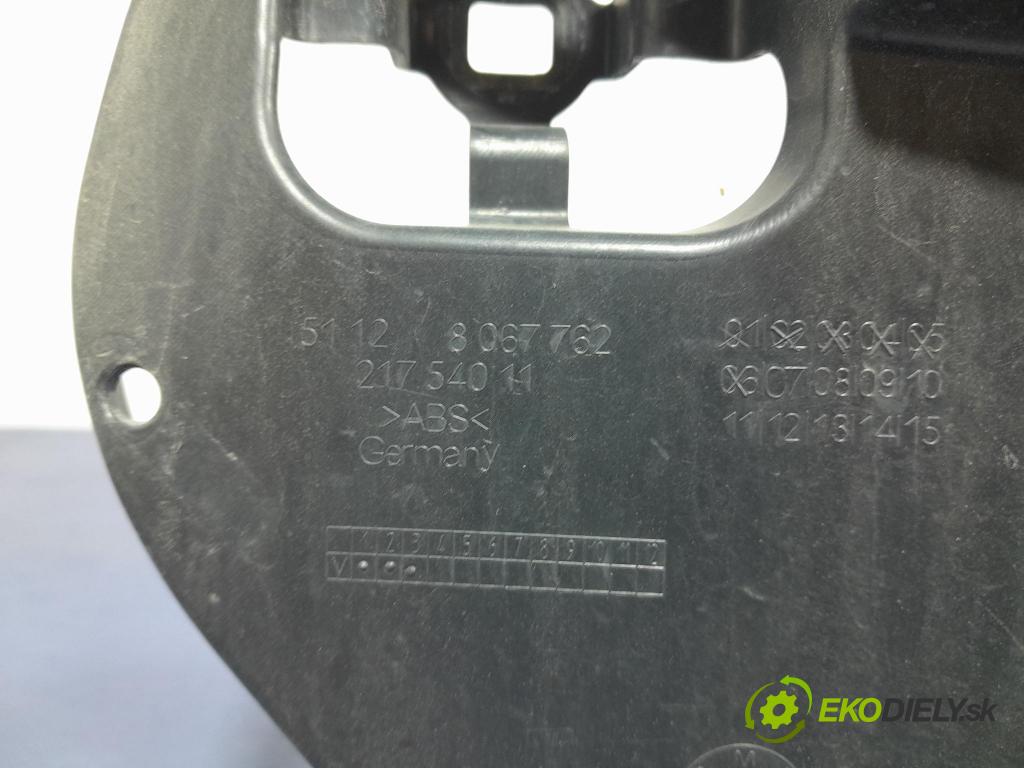 51 12 8 067 762
217 540 11
>ABS<
Germany
01 02 03 04 05
06 07 08 09 10
11 12 13 14 15
1 2 3 4 5 6 7 8 9 10 11 12
V
M
EKODIELY.sk